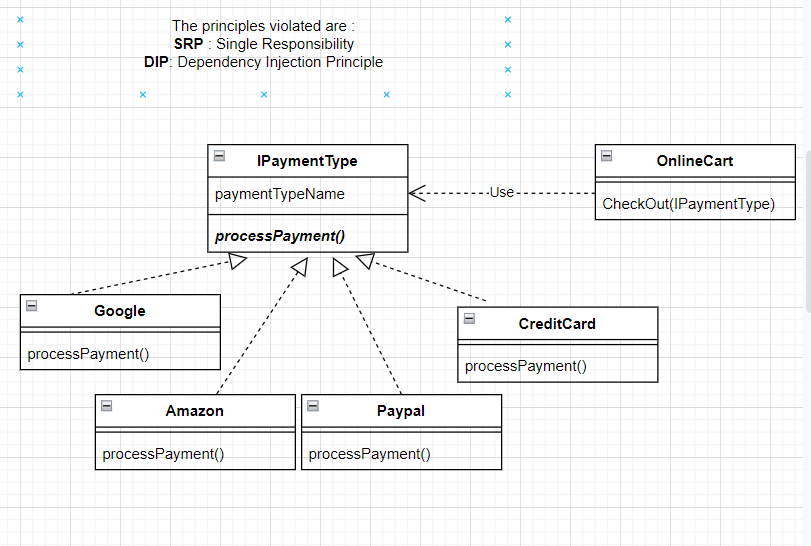 The principles violated are :
SRP : Single Responsibility
DIP: Dependency Injection Principle
IPaymentType
paymentTypeName
processPayment()
Use
OnlineCart
CheckOut(IPaymentType)
Google
processPayment()
CreditCard
processPayment()
Amazon
processPayment()
Paypal
processPayment()